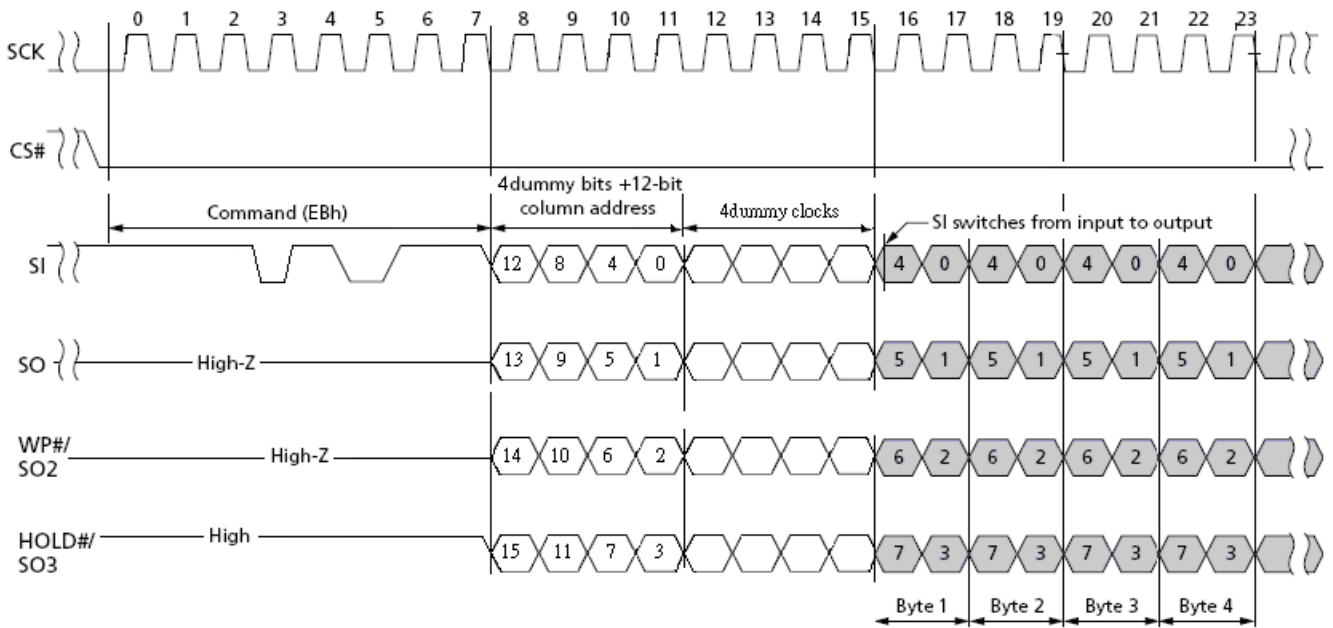 0 1 2 3 4 5 6 7 8 9 10 11 12 13 14 15 16 17 18 19 20 21 22 23
SCK
CS#
4dummy bits +12-bit
column address
Command (EBh)
4dummy clocks
SI switches from input to output
SI
12 8 4 0 4 0 4 0 4 0 4 0
SO
High-Z
13 9 5 1 5 1 5 1 5 1 5 1
WP#/
SO2
High-Z
14 10 6 2 6 2 6 2 6 2 6 2
HOLD#/
SO3
High
15 11 7 3 7 3 7 3 7 3 7 3
Byte 1 Byte 2 Byte 3 Byte 4